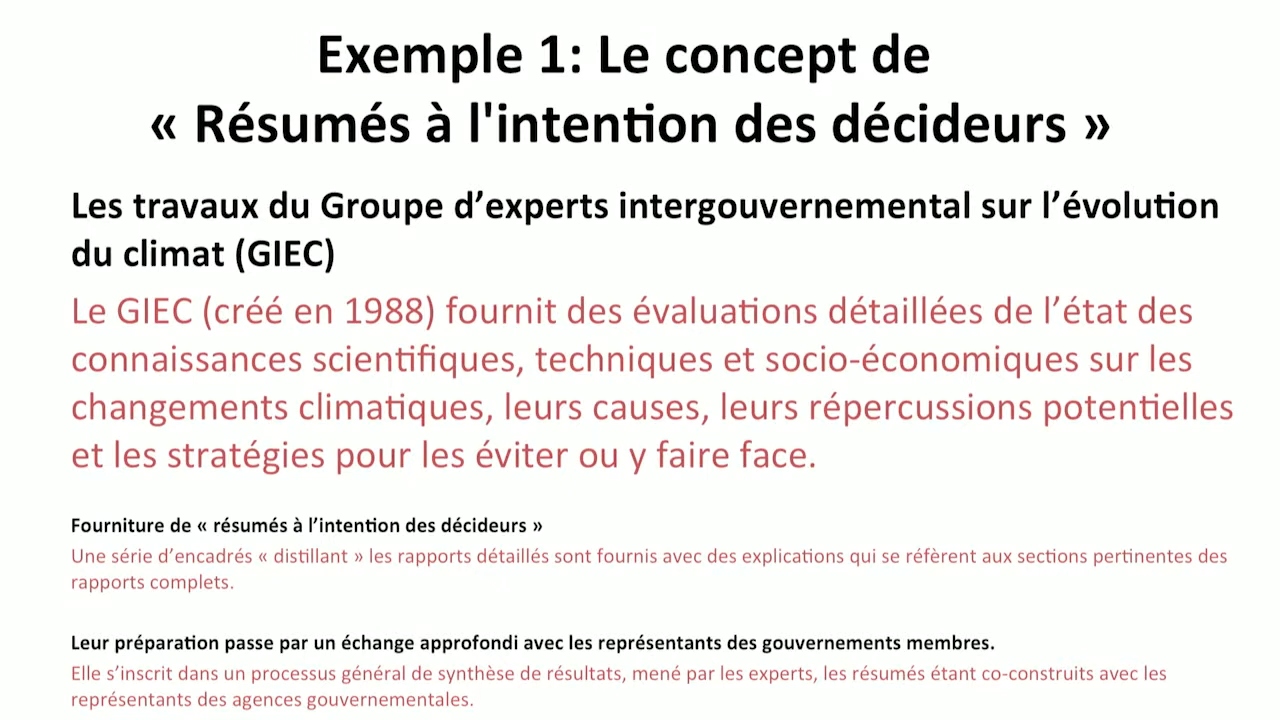 Exemple 1: Le concept de
« Résumés à l'intention des décideurs »
Les travaux du Groupe d’experts intergouvernemental sur l’évolution
du climat (GIEC)
Le GIEC (créé en 1988) fournit des évaluations détaillées de l’état des
connaissances scientifiques, techniques et socio-économiques sur les
changements climatiques, leurs causes, leurs répercussions potentielles
et les stratégies pour les éviter ou y faire face.
Fourniture de « résumés à l’intention des décideurs »
Une série d’encadrés « distillant » les rapports détaillés sont fournis avec des explications qui se réfèrent aux sections pertinentes des
rapports complets.
Leur préparation passe par un échange approfondi avec les représentants des gouvernements membres.
Elle s’inscrit dans un processus général de synthèse de résultats, mené par les experts, les résumés étant co-construits avec les
représentants des agences gouvernementales.